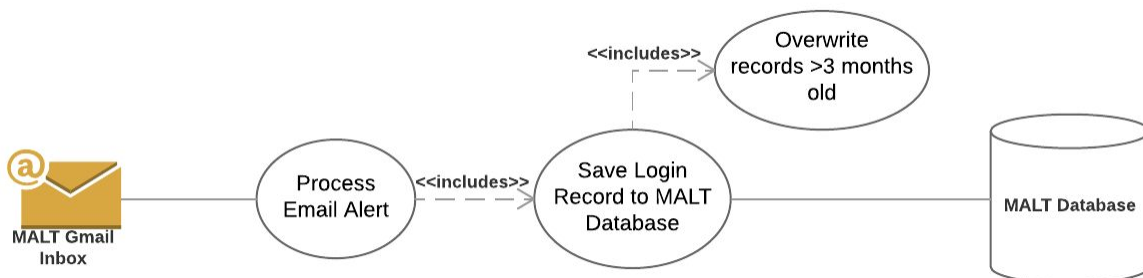 <<includes>>
Overwrite
records >3 months
old
@
MALT Gmail
Inbox
Process
Email Alert
<<includes>>
Save Login
Record to MALT
Database
MALT Database